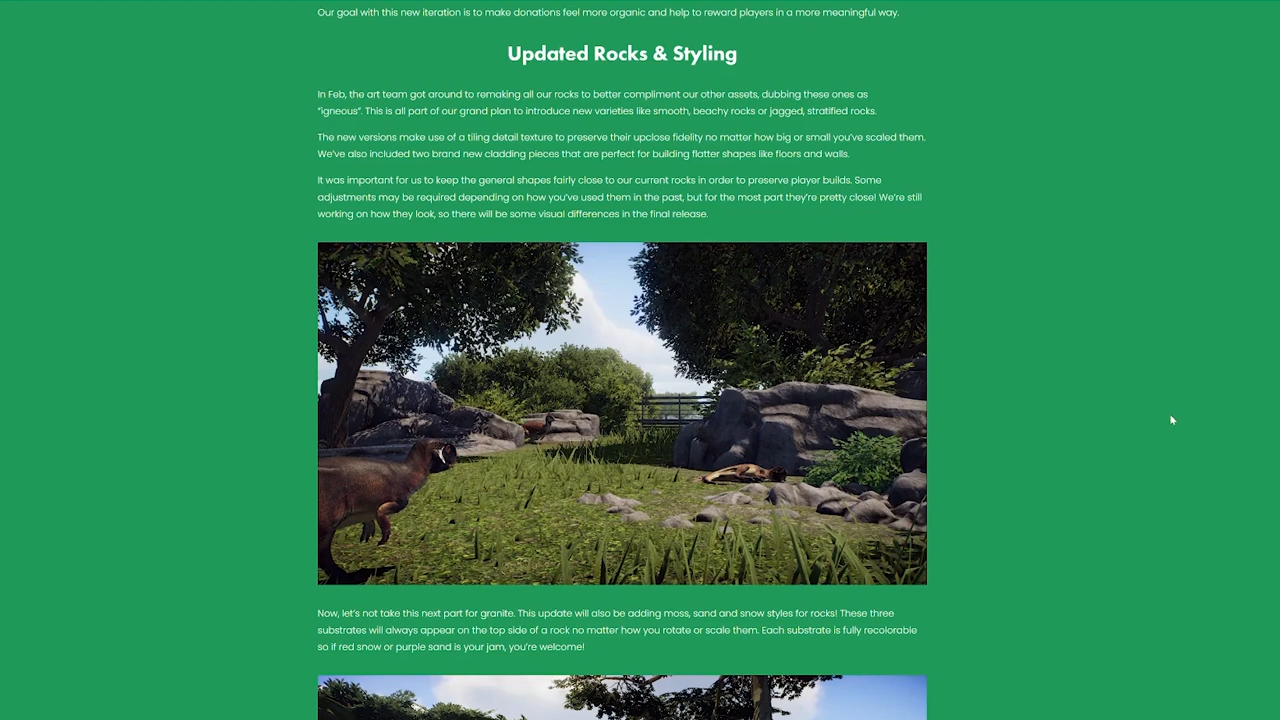 Our goal with this new iteration is to make donations feel more organic and help to reward players in a more meaningful way.
Updated Rocks & Styling
In Feb, the art team got around to remaking all our rocks to better compliment our other assets, dubbing these ones as
“igneous”. This is all part of our grand plan to introduce new varieties like smooth, beachy rocks or jagged, stratified rocks.
The new versions make use of a tiling detail texture to preserve their upclose fidelity no matter how big or small you’ve scaled them.
We’ve also included two brand new cladding pieces that are perfect for building flatter shapes like floors and walls.
It was important for us to keep the general shapes fairly close to our current rocks in order to preserve player builds. Some
adjustments may be required depending on how you’ve used them in the past, but for the most part they’re pretty close! We’re still
working on how they look, so there will be some visual differences in the final release.
Now, let’s not take this next part for granite. This update will also be adding moss, sand and snow styles for rocks! These three
substrates will always appear on the top side of a rock no matter how you rotate or scale them. Each substrate is fully recolorable
so if red snow or purple sand is your jam, you’re welcome!